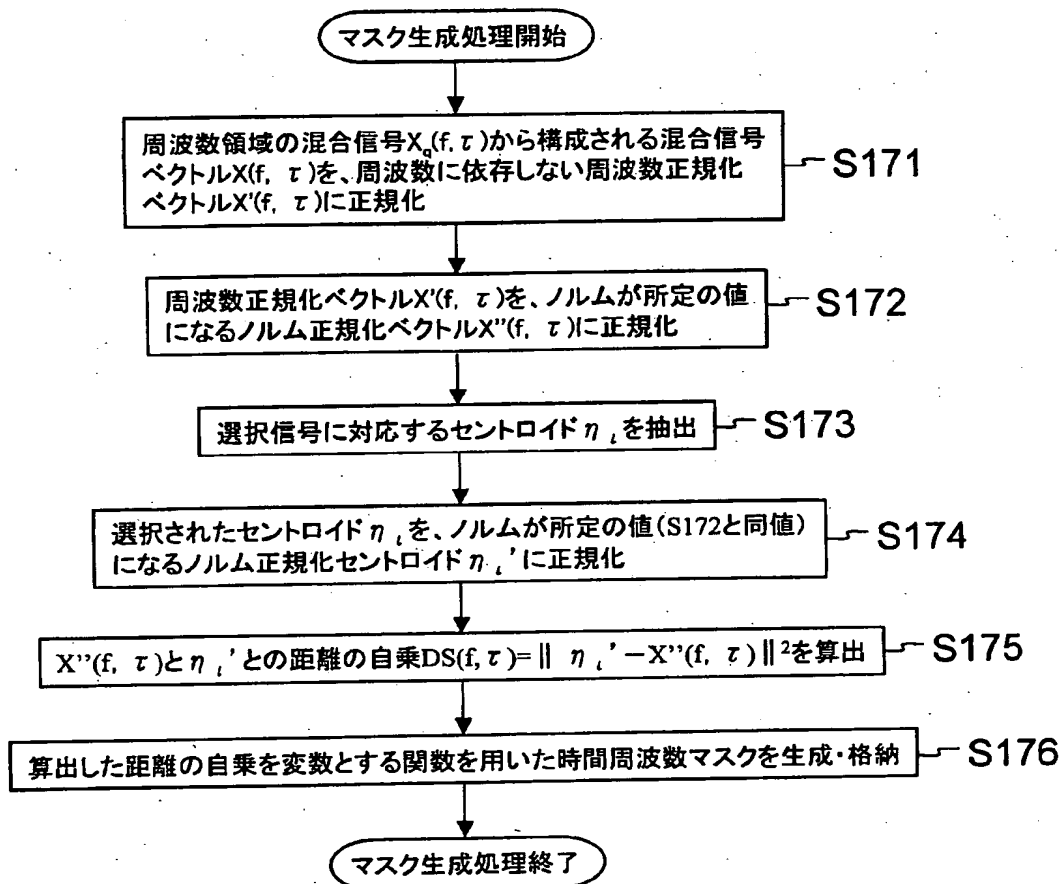 マスク生成処理開始
周波数領域の混合信号Xq(f,τ)から構成される混合信号
ベクトルX(f, τ)を、周波数に依存しない周波数正規化
ベクトルX'(f, τ)に正規化
S171
周波数正規化ベクトルX'(f, τ)を、ノルムが所定の値
になるノルム正規化ベクトルX''(f, τ)に正規化
S172
選択信号に対応するセントロイドηιを抽出
S173
選択されたセントロイドηιを、ノルムが所定の値(S172と同値)
になるノルム正規化セントロイドηι'に正規化
S174
X''(f, τ)とηι'との距離の自乗DS(f,τ)=‖ ηι'−X''(f, τ)‖²を算出
S175
算出した距離の自乗を変数とする関数を用いた時間周波数マスクを生成・格納
S176
マスク生成処理終了